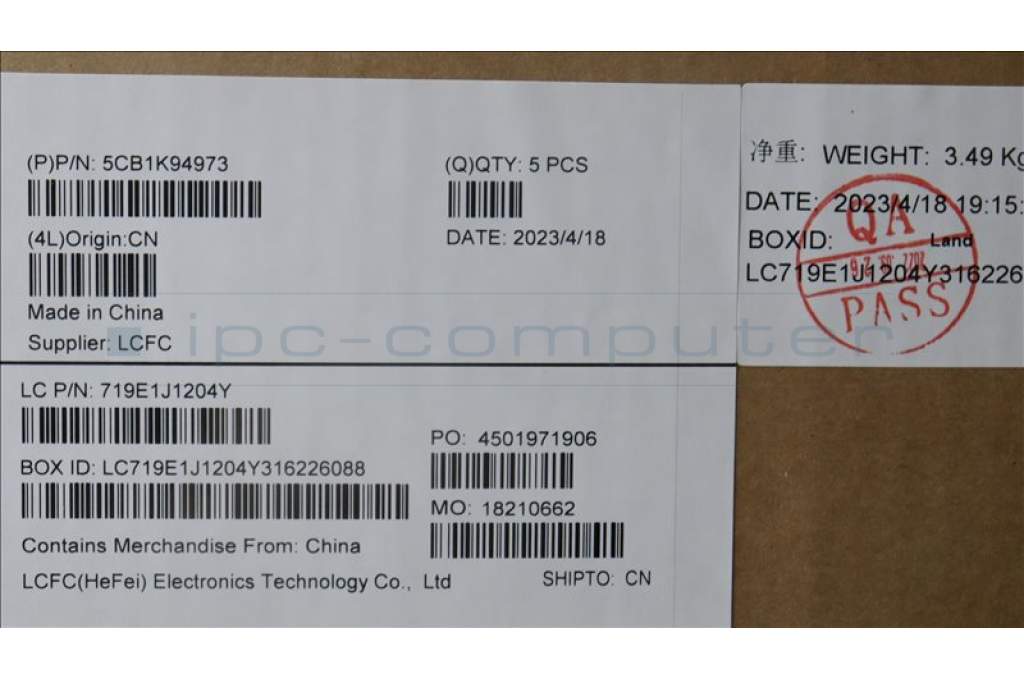 (P)P/N: 5CB1K94973
(Q)QTY: 5 PCS
(4L)Origin:CN
DATE: 2023/4/18
Made in China
Supplier: LCFC
净重: WEIGHT: 3.49 Kg
DATE: 2023/4/18 19:15:
BOXID: Land
LC719E1J1204Y316226
QA
PASS
ipc-computer
LC P/N: 719E1J1204Y
PO: 4501971906
BOX ID: LC719E1J1204Y316226088
MO: 18210662
Contains Merchandise From: China
LCFC(HeFei) Electronics Technology Co., Ltd
SHIPTO: CN